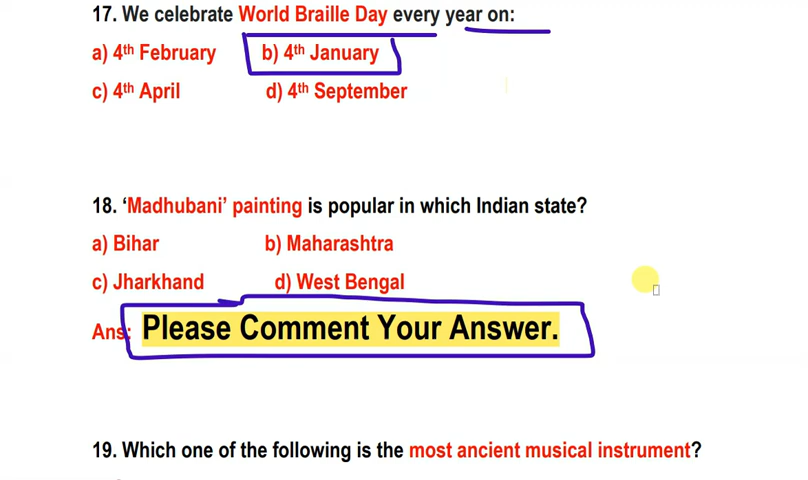 17. We celebrate World Braille Day every year on:
a) 4th February b) 4th January
c) 4th April d) 4th September
18. ‘Madhubani’ painting is popular in which Indian state?
a) Bihar b) Maharashtra
c) Jharkhand d) West Bengal
Ans: Please Comment Your Answer.
19. Which one of the following is the most ancient musical instrument?